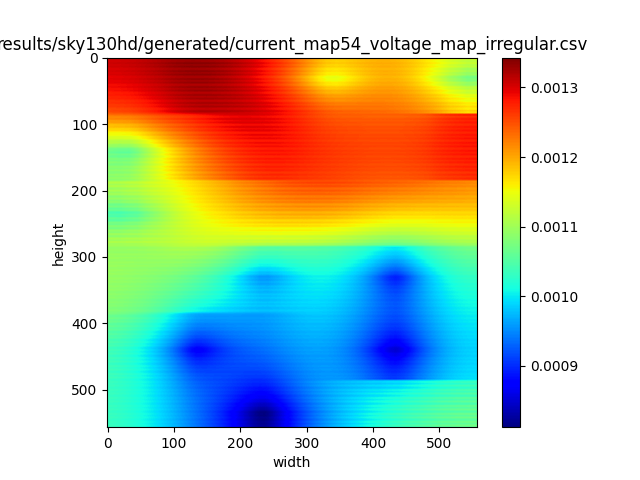 results/sky130hd/generated/current_map54_voltage_map_irregular.csv
0
100
200
300
400
500
height
0 100 200 300 400 500
width
0.0013
0.0012
0.0011
0.0010
0.0009